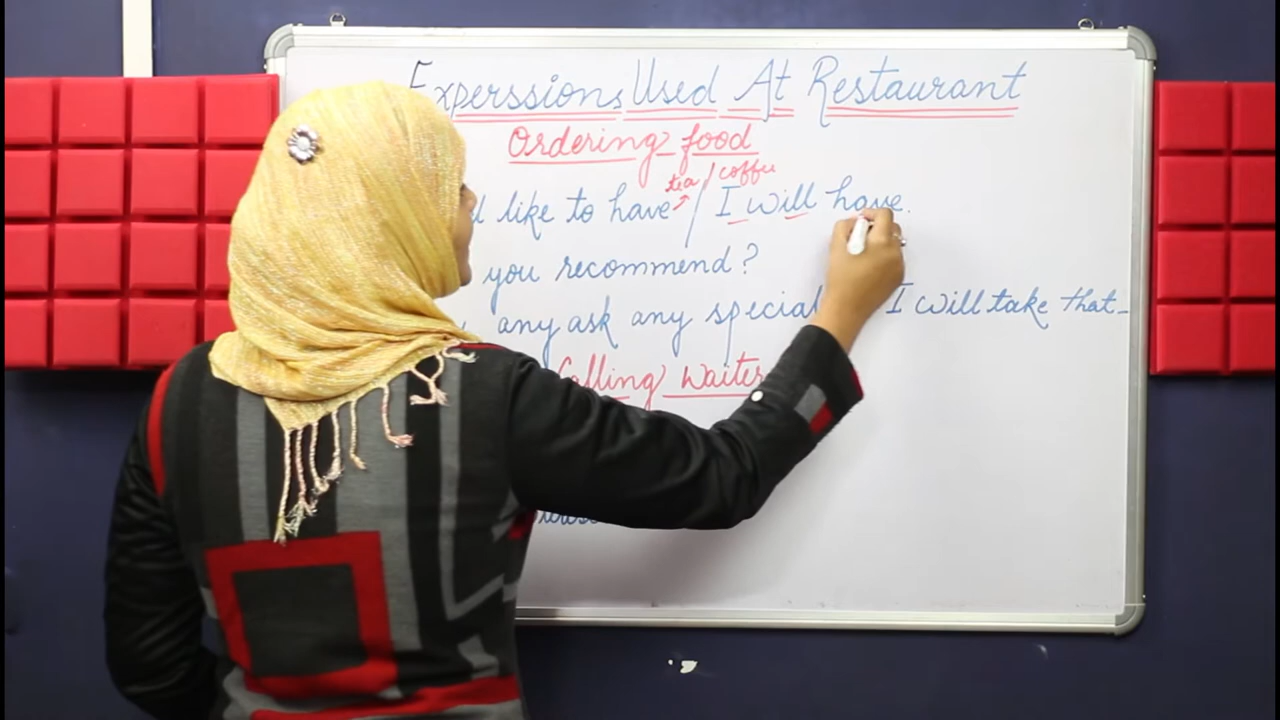 Experssions Used At Restaurant
Ordering food
tea / coffee
like to have / I will have.
you recommend?
any ask any special I will take that
Calling Waiter